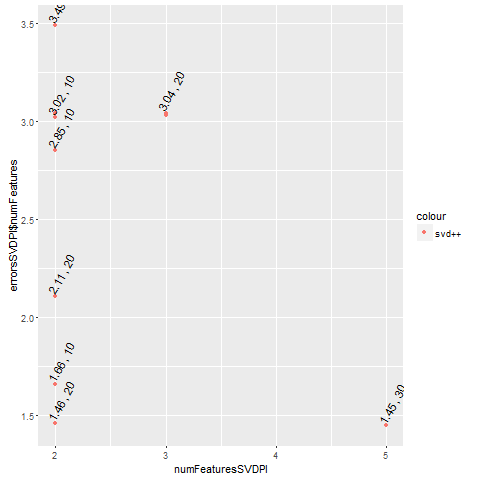 3.5
3.0
2.5
2.0
1.5
errorsSVDPI$numFeatures
3.49
3.02 , 10
2.85 , 10
3.04 , 20
2.11 , 20
1.66 , 10
1.46 , 20
1.45 , 30
2
3
4
5
numFeaturesSVDPI
colour
svd++